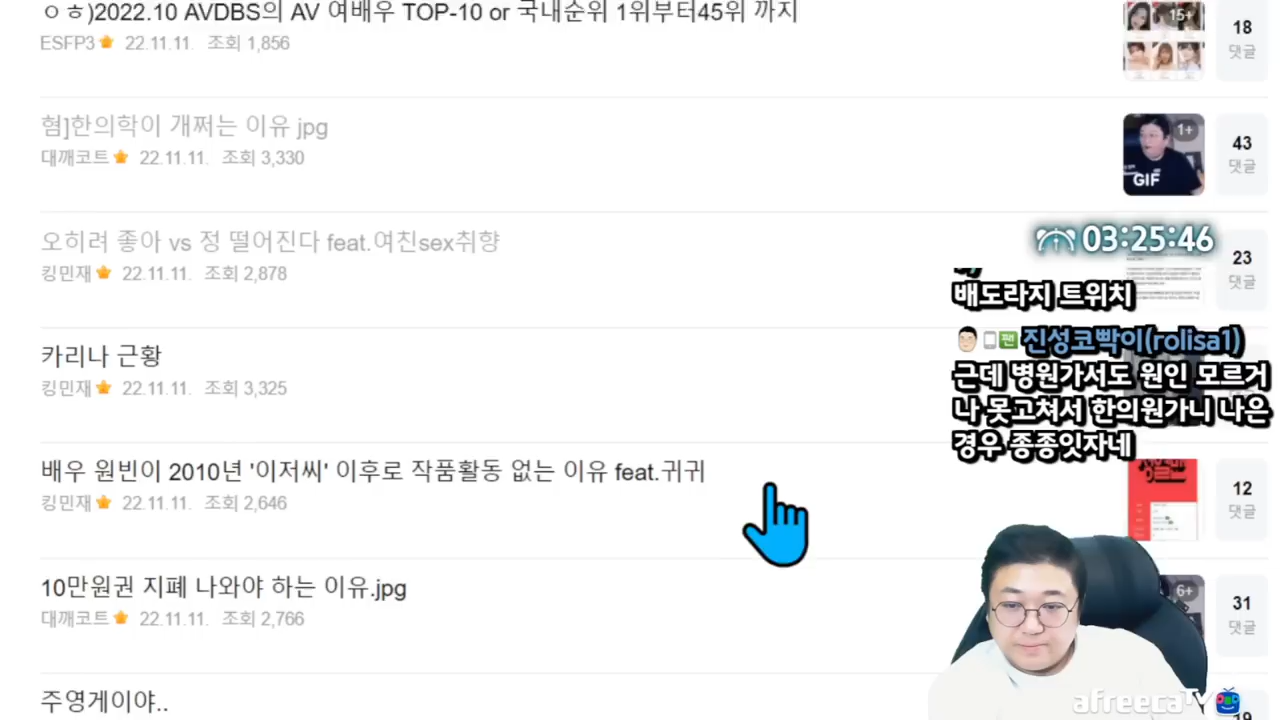 ㅇㅎ)2022.10 AVDBS의 AV 여배우 TOP-10 or 국내순위 1위부터45위 까지
ESFP3 22.11.11. 조회 1,856
15+
18
댓글
혐]한의학이 개쩌는 이유 jpg
대깨코트 22.11.11. 조회 3,330
1+
GIF
43
댓글
오히려 좋아 vs 정 떨어진다 feat.여친sex취향
킹민재 22.11.11. 조회 2,878
03:25:46
23
댓글
배도라지 트위치
카리나 근황
킹민재 22.11.11. 조회 3,325
팬 진성코빡이(rolisa1)
근데 병원가서도 원인 모르거
나 못고쳐서 한의원가니 나은
경우 종종잇자네
배우 원빈이 2010년 '이저씨' 이후로 작품활동 없는 이유 feat.귀귀
킹민재 22.11.11. 조회 2,646
12
댓글
10만원권 지폐 나와야 하는 이유.jpg
대깨코트 22.11.11. 조회 2,766
6+
31
댓글
주영게이야..
afreecaTV
19